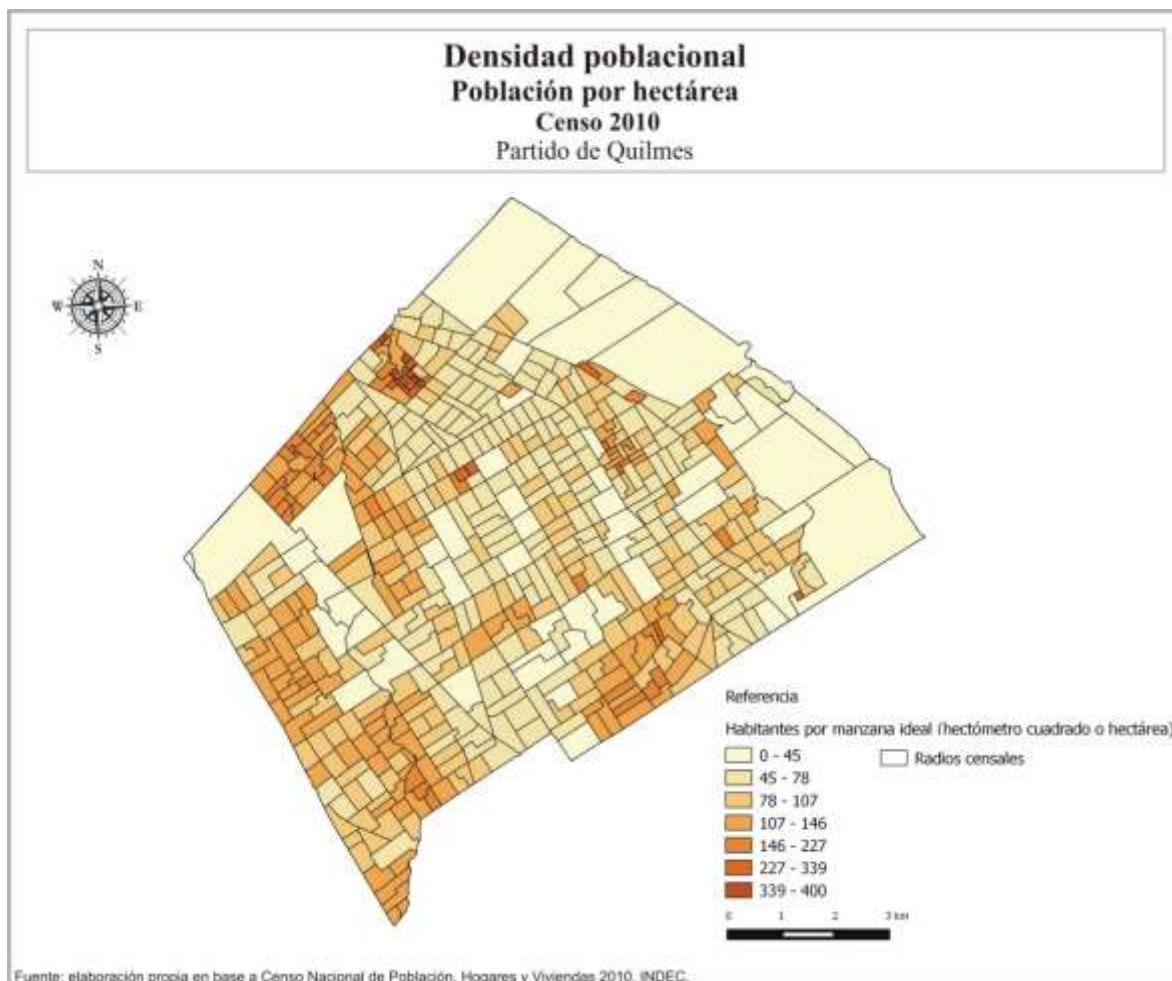 Densidad poblacional
Población por hectárea
Censo 2010
Partido de Quilmes
N
W E
S
Referencia
Habitantes por manzana ideal (hectómetro cuadrado o hectárea)
0 - 45
Radios censales
45 - 78
78 - 107
107 - 146
146 - 227
227 - 339
339 - 400
0 1 2 3 km
Fuente: elaboración propia en base a Censo Nacional de Población, Hogares y Viviendas 2010, INDEC.